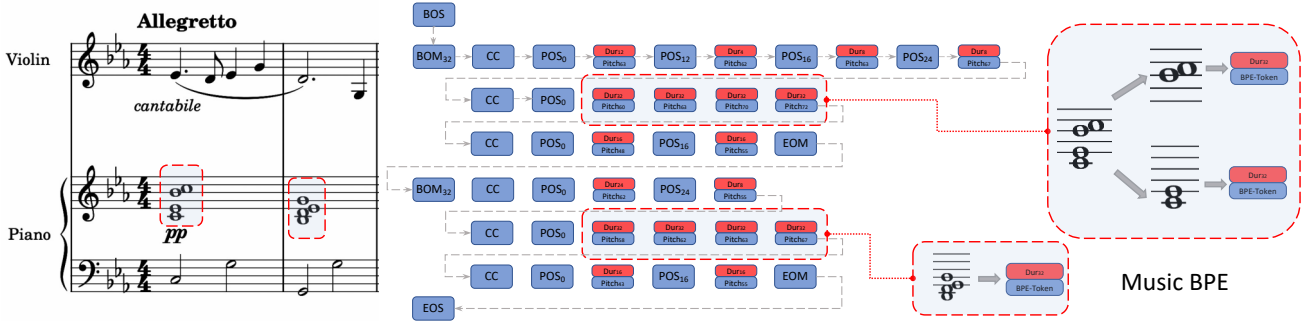 Allegretto
Violin
cantabile
Piano
pp
BOS
BOM32 CC POS0 Dur12 Pitch63 POS12 Dur4 Pitch62 POS16 Dur8 POS24 Dur8 Pitch67
CC POS0 Dur32 Pitch60 Dur32 Pitch63 Dur32 Pitch70 Dur32 Pitch72
CC POS0 Dur16 Pitch48 POS16 Dur16 Pitch55 EOM
BOM32 CC POS0 Dur24 Pitch62 POS24 Dur8 Pitch55
CC POS0 Dur32 Pitch58 Dur32 Pitch62 Dur32 Pitch63 Dur32 Pitch67
CC POS0 Dur16 Pitch43 POS16 Dur16 Pitch55 EOM
EOS
Dur32
BPE-Token
Dur32
BPE-Token
Dur32
BPE-Token
Music BPE